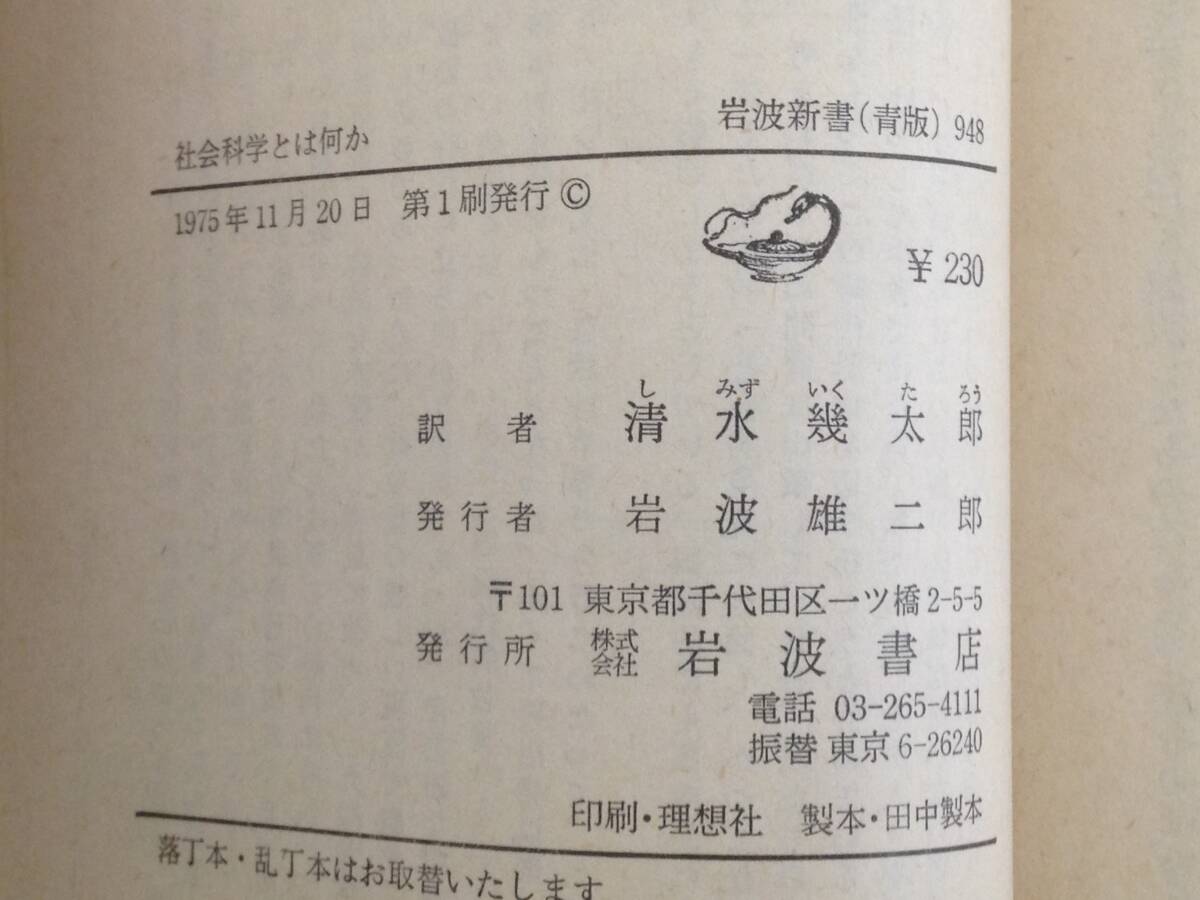 社会科学とは何か
岩波新書(青版) 948
1975年11月20日 第1刷発行 ©
¥230
し みず いく た ろう
訳者 清水幾太郎
発行者 岩波雄二郎
〒101 東京都千代田区一ツ橋2-5-5
発行所 株式会社 岩波書店
電話 03-265-4111
振替 東京6-26240
印刷・理想社 製本・田中製本
落丁本・乱丁本はお取替いたします